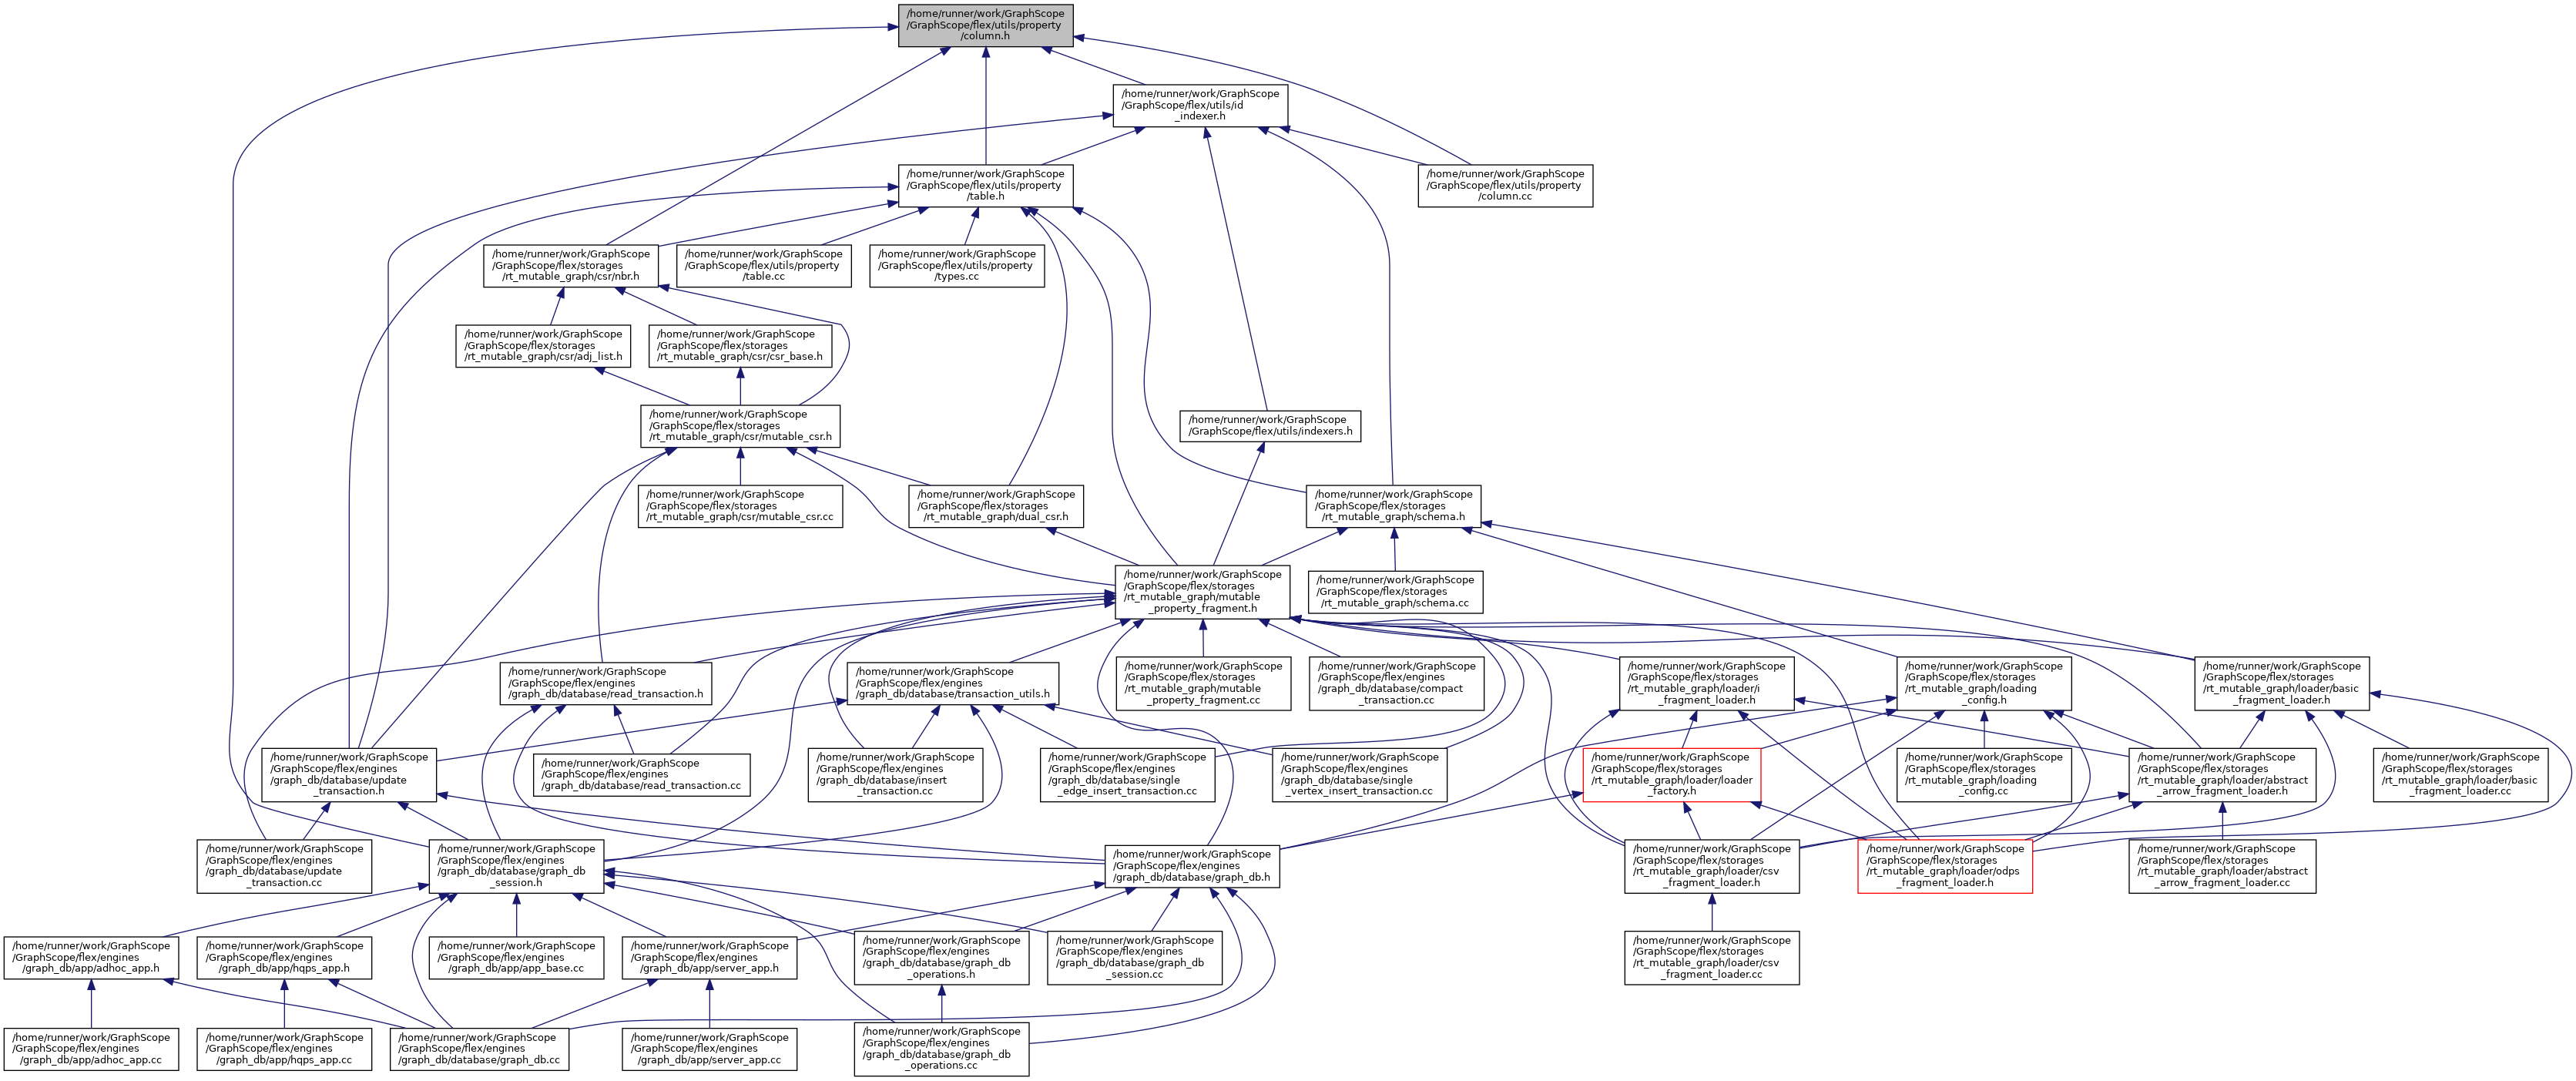 /home/runner/work/GraphScope
/GraphScope/flex/utils/property
/column.h
/home/runner/work/GraphScope
/GraphScope/flex/utils/id
_indexer.h
/home/runner/work/GraphScope
/GraphScope/flex/utils/property
/table.h
/home/runner/work/GraphScope
/GraphScope/flex/utils/property
/column.cc
/home/runner/work/GraphScope
/GraphScope/flex/storages
/rt_mutable_graph/csr/nbr.h
/home/runner/work/GraphScope
/GraphScope/flex/utils/property
/table.cc
/home/runner/work/GraphScope
/GraphScope/flex/utils/property
/types.cc
/home/runner/work/GraphScope
/GraphScope/flex/storages
/rt_mutable_graph/csr/adj_list.h
/home/runner/work/GraphScope
/GraphScope/flex/storages
/rt_mutable_graph/csr/csr_base.h
/home/runner/work/GraphScope
/GraphScope/flex/storages
/rt_mutable_graph/csr/mutable_csr.h
/home/runner/work/GraphScope
/GraphScope/flex/utils/indexers.h
/home/runner/work/GraphScope
/GraphScope/flex/storages
/rt_mutable_graph/csr/mutable_csr.cc
/home/runner/work/GraphScope
/GraphScope/flex/storages
/rt_mutable_graph/dual_csr.h
/home/runner/work/GraphScope
/GraphScope/flex/storages
/rt_mutable_graph/schema.h
/home/runner/work/GraphScope
/GraphScope/flex/storages
/rt_mutable_graph/mutable
_property_fragment.h
/home/runner/work/GraphScope
/GraphScope/flex/storages
/rt_mutable_graph/schema.cc
/home/runner/work/GraphScope
/GraphScope/flex/engines
/graph_db/database/read_transaction.h
/home/runner/work/GraphScope
/GraphScope/flex/engines
/graph_db/database/transaction_utils.h
/home/runner/work/GraphScope
/GraphScope/flex/storages
/rt_mutable_graph/mutable
_property_fragment.cc
/home/runner/work/GraphScope
/GraphScope/flex/engines
/graph_db/database/compact
_transaction.cc
/home/runner/work/GraphScope
/GraphScope/flex/storages
/rt_mutable_graph/loader/i
_fragment_loader.h
/home/runner/work/GraphScope
/GraphScope/flex/storages
/rt_mutable_graph/loading
_config.h
/home/runner/work/GraphScope
/GraphScope/flex/storages
/rt_mutable_graph/loader/basic
_fragment_loader.h
/home/runner/work/GraphScope
/GraphScope/flex/engines
/graph_db/database/update
_transaction.h
/home/runner/work/GraphScope
/GraphScope/flex/engines
/graph_db/database/read_transaction.cc
/home/runner/work/GraphScope
/GraphScope/flex/engines
/graph_db/database/insert
_transaction.cc
/home/runner/work/GraphScope
/GraphScope/flex/engines
/graph_db/database/single
_edge_insert_transaction.cc
/home/runner/work/GraphScope
/GraphScope/flex/engines
/graph_db/database/single
_vertex_insert_transaction.cc
/home/runner/work/GraphScope
/GraphScope/flex/storages
/rt_mutable_graph/loader/loader
_factory.h
/home/runner/work/GraphScope
/GraphScope/flex/storages
/rt_mutable_graph/loading
_config.cc
/home/runner/work/GraphScope
/GraphScope/flex/storages
/rt_mutable_graph/loader/abstract
_arrow_fragment_loader.h
/home/runner/work/GraphScope
/GraphScope/flex/storages
/rt_mutable_graph/loader/basic
_fragment_loader.cc
/home/runner/work/GraphScope
/GraphScope/flex/engines
/graph_db/database/update
_transaction.cc
/home/runner/work/GraphScope
/GraphScope/flex/engines
/graph_db/database/graph_db
_session.h
/home/runner/work/GraphScope
/GraphScope/flex/engines
/graph_db/database/graph_db.h
/home/runner/work/GraphScope
/GraphScope/flex/storages
/rt_mutable_graph/loader/csv
_fragment_loader.h
/home/runner/work/GraphScope
/GraphScope/flex/storages
/rt_mutable_graph/loader/odps
_fragment_loader.h
/home/runner/work/GraphScope
/GraphScope/flex/storages
/rt_mutable_graph/loader/abstract
_arrow_fragment_loader.cc
/home/runner/work/GraphScope
/GraphScope/flex/engines
/graph_db/app/adhoc_app.h
/home/runner/work/GraphScope
/GraphScope/flex/engines
/graph_db/app/hqps_app.h
/home/runner/work/GraphScope
/GraphScope/flex/engines
/graph_db/app/app_base.cc
/home/runner/work/GraphScope
/GraphScope/flex/engines
/graph_db/app/server_app.h
/home/runner/work/GraphScope
/GraphScope/flex/engines
/graph_db/database/graph_db
_operations.h
/home/runner/work/GraphScope
/GraphScope/flex/engines
/graph_db/database/graph_db
_session.cc
/home/runner/work/GraphScope
/GraphScope/flex/storages
/rt_mutable_graph/loader/csv
_fragment_loader.cc
/home/runner/work/GraphScope
/GraphScope/flex/engines
/graph_db/app/adhoc_app.cc
/home/runner/work/GraphScope
/GraphScope/flex/engines
/graph_db/app/hqps_app.cc
/home/runner/work/GraphScope
/GraphScope/flex/engines
/graph_db/database/graph_db.cc
/home/runner/work/GraphScope
/GraphScope/flex/engines
/graph_db/app/server_app.cc
/home/runner/work/GraphScope
/GraphScope/flex/engines
/graph_db/database/graph_db
_operations.cc